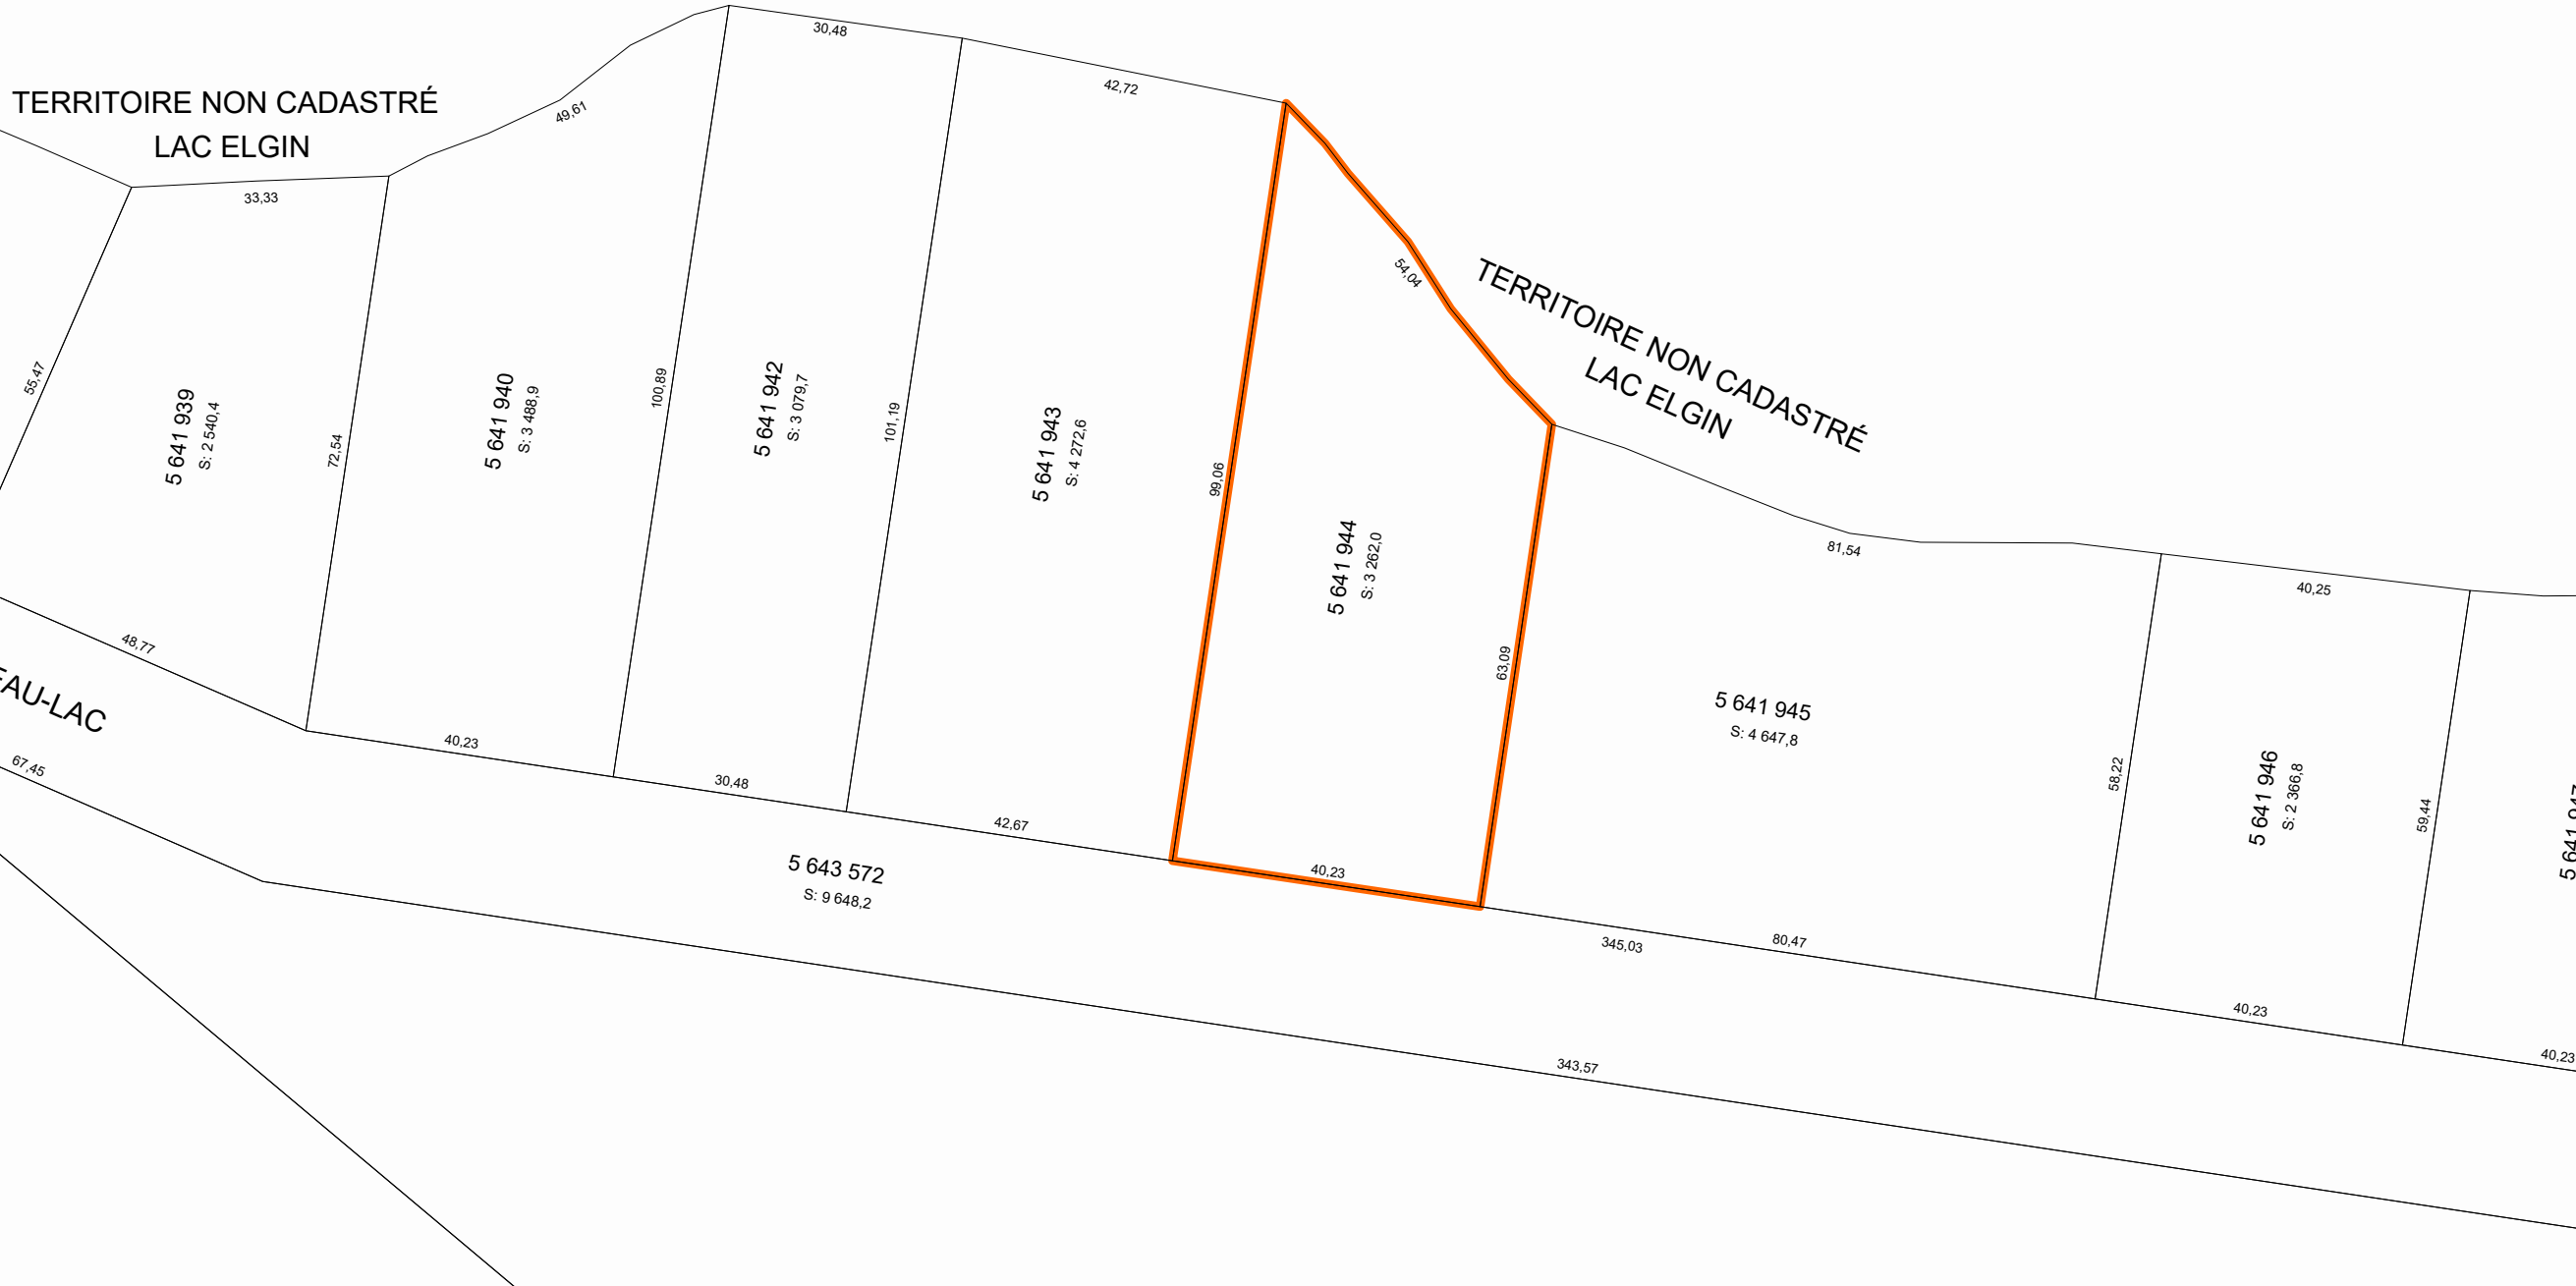 30,48
42,72
TERRITOIRE NON CADASTRÉ
LAC ELGIN
49,61
33,33
54,04
TERRITOIRE NON CADASTRÉ
LAC ELGIN
55,47
5 641 939
S: 2 540,4
72,54
5 641 940
S: 3 488,9
100,89
5 641 942
S: 3 079,7
101,19
5 641 943
S: 4 272,6
99,06
5 641 944
S: 3 262,0
63,09
81,54
40,25
5 641 945
S: 4 647,8
58,22
5 641 946
S: 2 366,8
59,44
5 641 947
48,77
EAU-LAC
67,45
40,23
30,48
42,67
40,23
5 643 572
S: 9 648,2
345,03
80,47
40,23
40,23
343,57